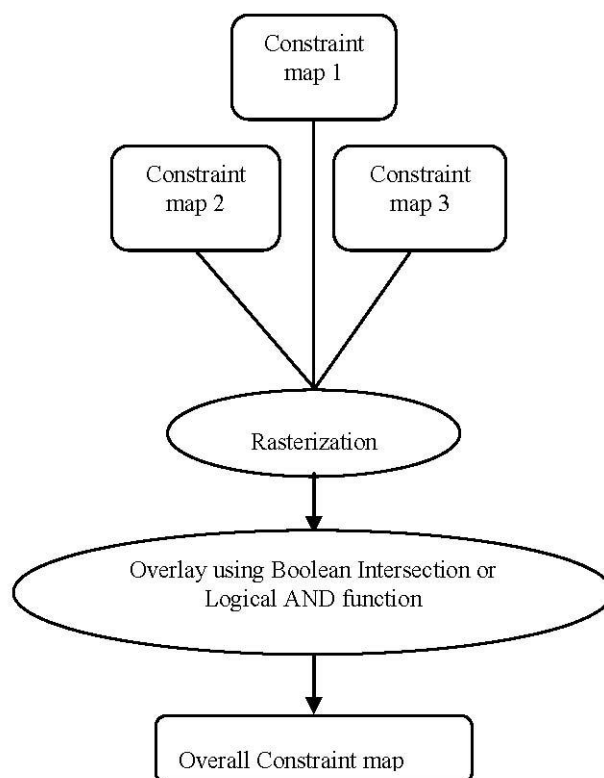 Constraint
map 1
Constraint
map 2
Constraint
map 3
Rasterization
Overlay using Boolean Intersection or
Logical AND function
Overall Constraint map